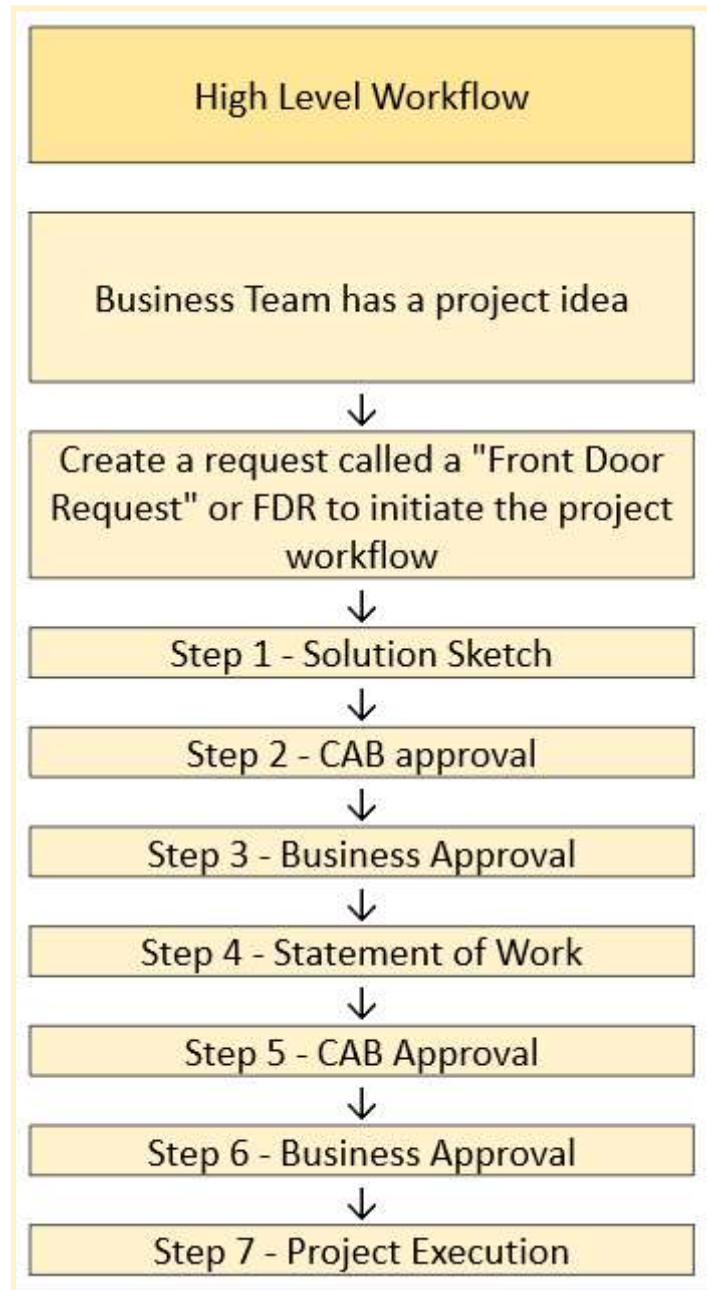 High Level Workflow
Business Team has a project idea
Create a request called a "Front Door
Request" or FDR to initiate the project
workflow
Step 1 - Solution Sketch
Step 2 - CAB approval
Step 3 - Business Approval
Step 4 - Statement of Work
Step 5 - CAB Approval
Step 6 - Business Approval
Step 7 - Project Execution